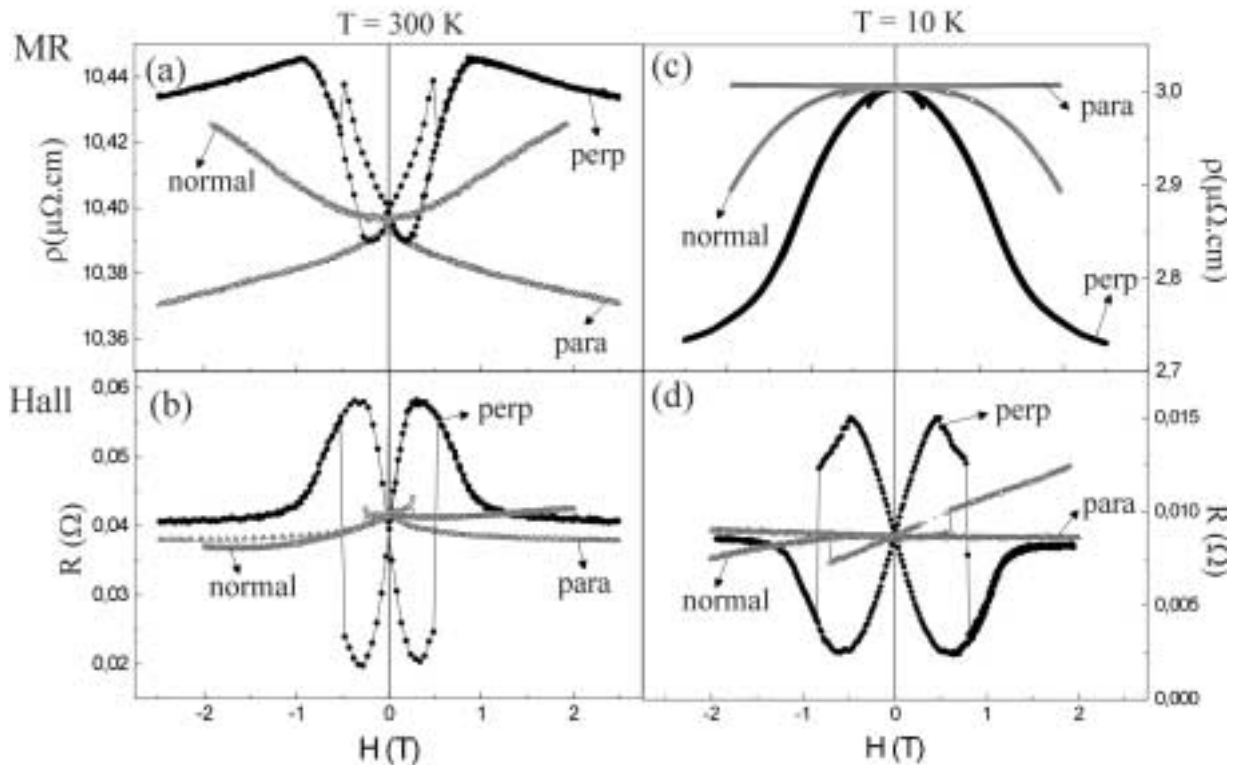 T = 300 K
T = 10 K
MR
(a)
10,44
10,42
10,40
10,38
10,36
ρ(μΩ.cm)
normal
perp
para
(c)
3,0
2,9
2,8
2,7
ρ(μΩ.cm)
para
normal
perp
Hall
(b)
0,06
0,05
0,04
0,03
0,02
R (Ω)
perp
normal
para
-2
-1
0
1
2
H (T)
(d)
0,015
0,010
0,005
0,000
R (Ω)
perp
para
normal
-2
-1
0
1
2
H (T)